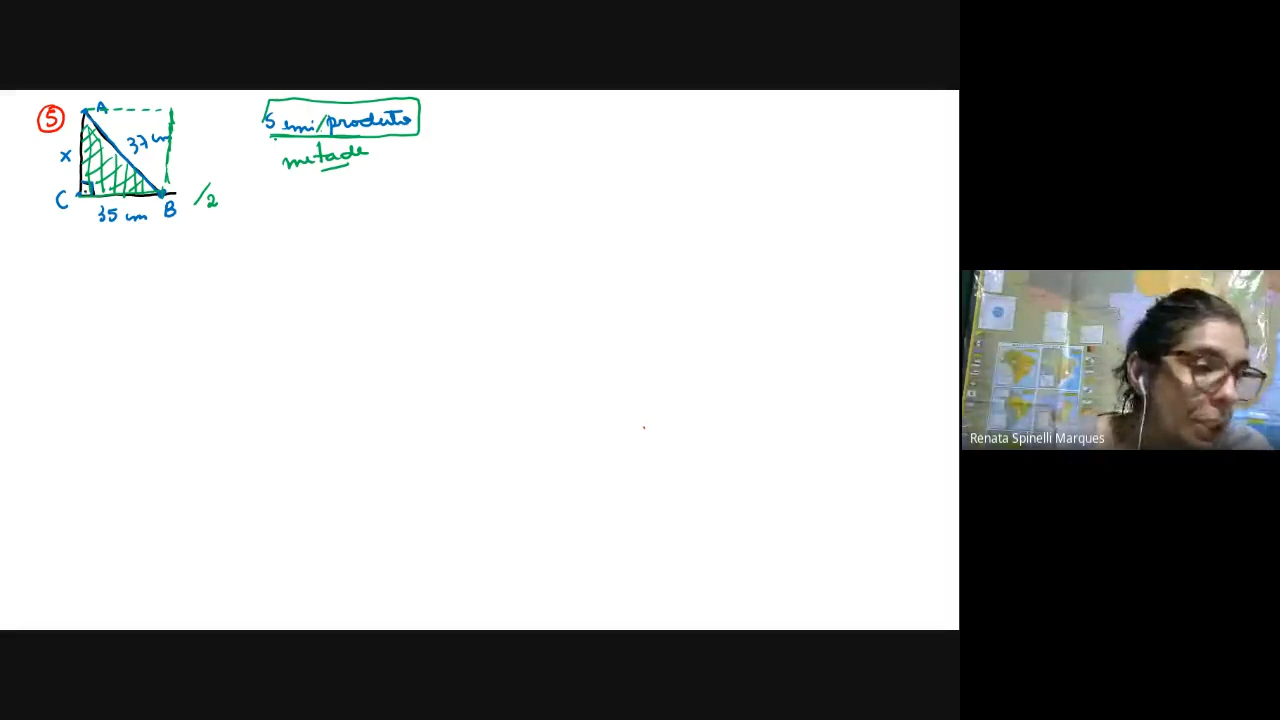 5
A
37 cm
x
C
35 cm
B
/2
Semi/produto
metade
Renata Spinelli Marques